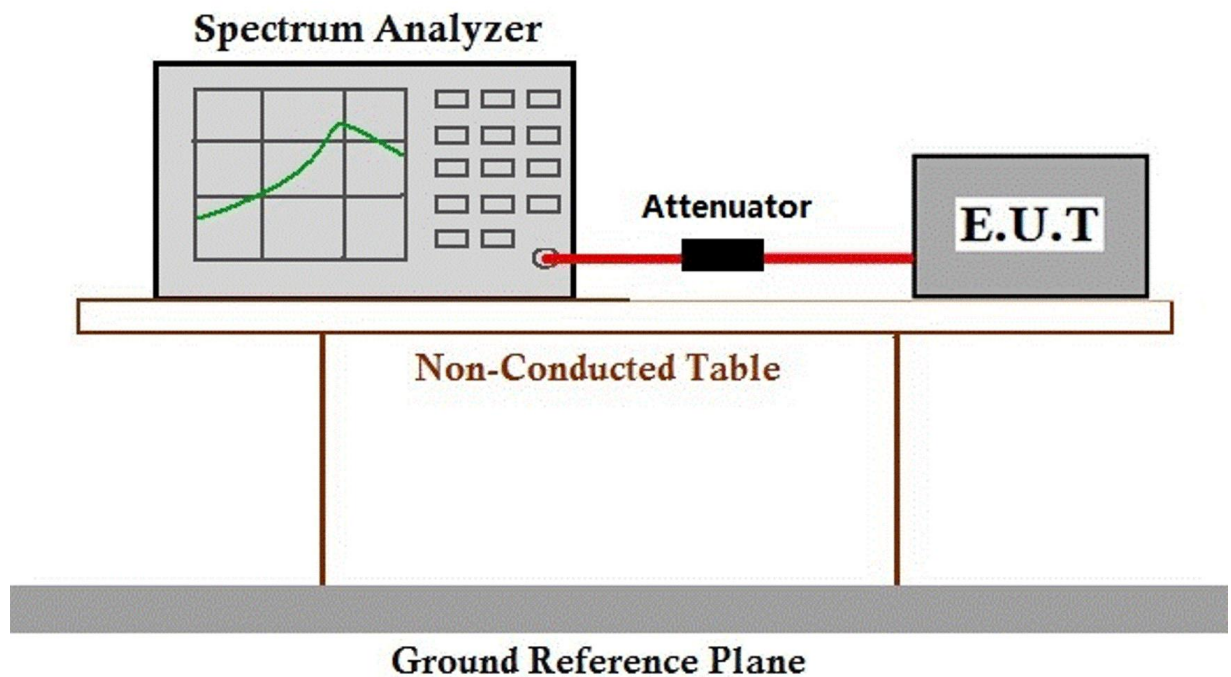 Spectrum Analyzer
Attenuator
E.U.T
Non-Conducted Table
Ground Reference Plane